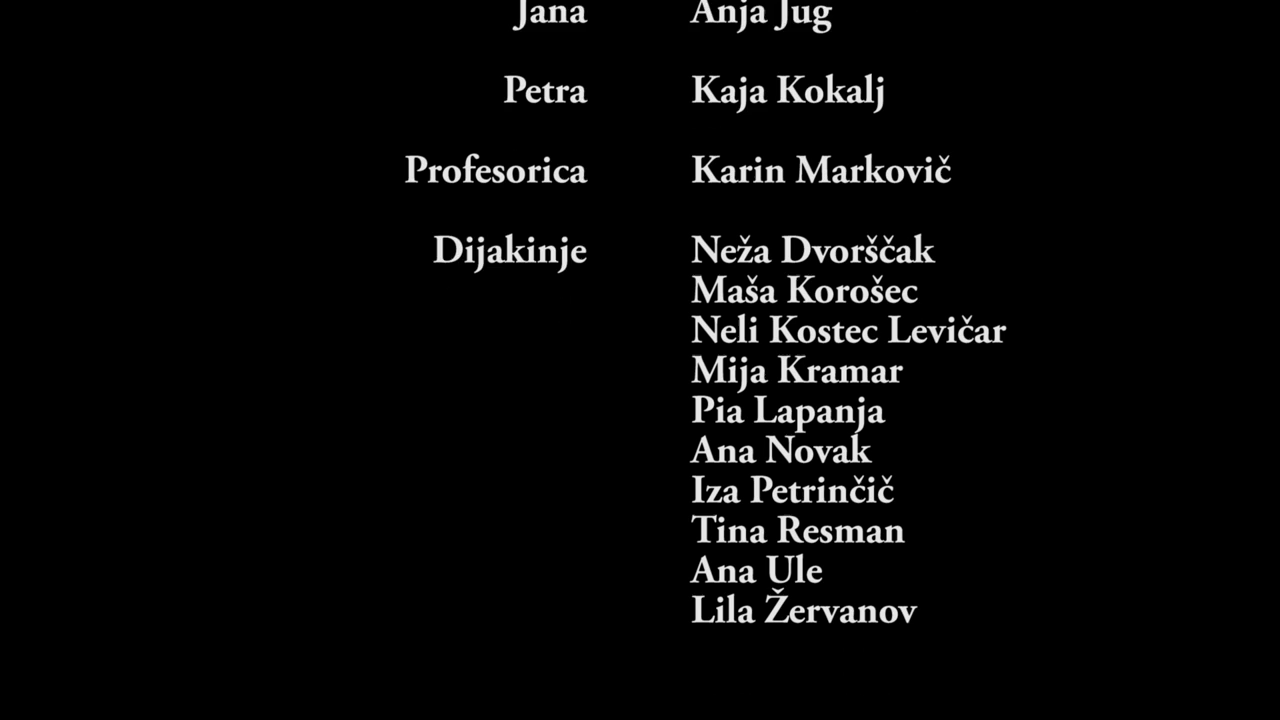 Jana Anja Jug
Petra Kaja Kokalj
Profesorica Karin Markovič
Dijakinje Neža Dvorščak
Maša Korošec
Neli Kostec Levičar
Mija Kramar
Pia Lapanja
Ana Novak
Iza Petrinčič
Tina Resman
Ana Ule
Lila Žervanov